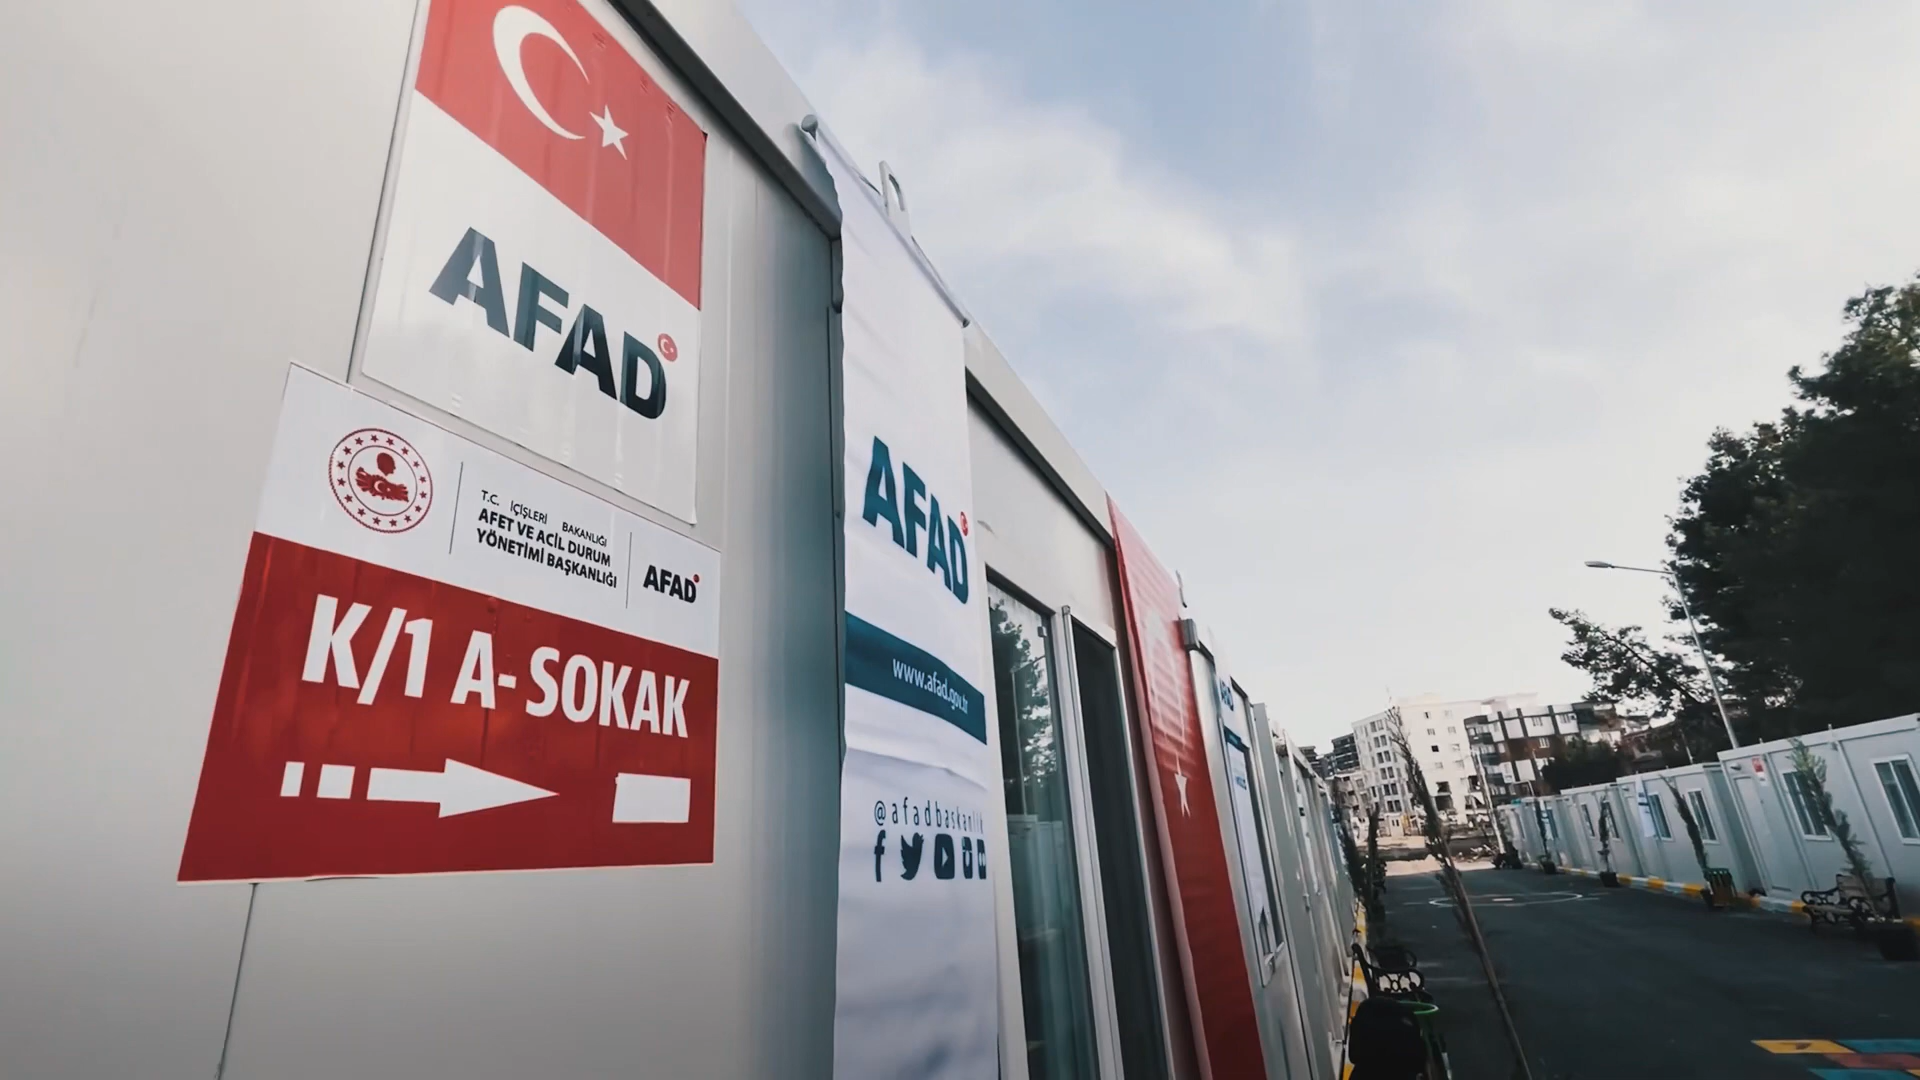 AFAD
T.C. İÇİŞLERİ BAKANLIĞI
AFET VE ACİL DURUM
YÖNETİMİ BAŞKANLIĞI
AFAD
K/1 A-SOKAK
AFAD
www.afad.gov.tr
@afadbaskanlik
AFAD